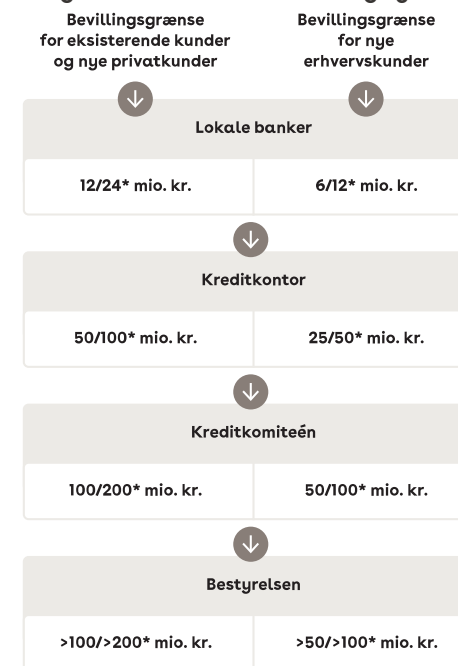 Bevillingsgrænse
for eksisterende kunder
og nye privatkunder
Bevillingsgrænse
for nye
erhvervskunder
Lokale banker
12/24* mio. kr.
6/12* mio. kr.
Kreditkontor
50/100* mio. kr.
25/50* mio. kr.
Kreditkomiteén
100/200* mio. kr.
50/100* mio. kr.
Bestyrelsen
>100/>200* mio. kr.
>50/>100* mio. kr.